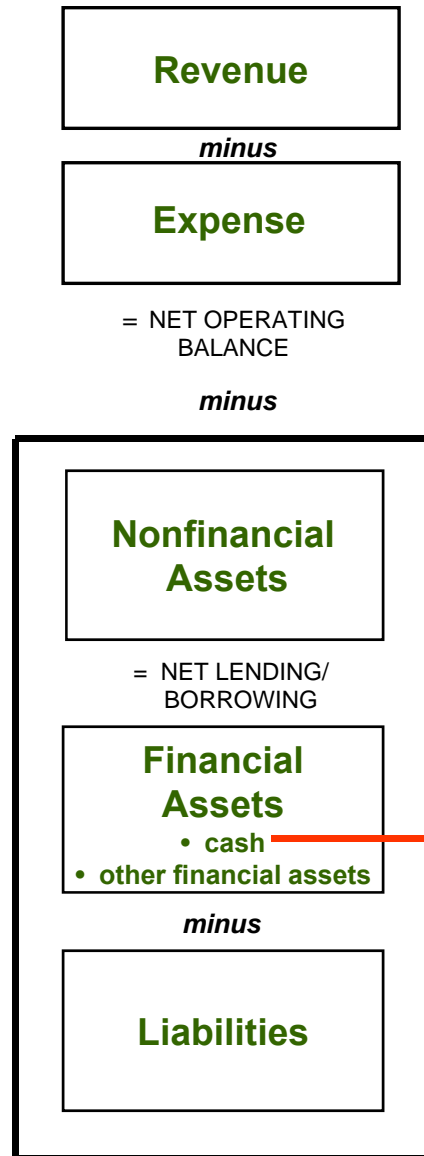 Revenue
minus
Expense
= NET OPERATING
BALANCE
minus
Nonfinancial
Assets
= NET LENDING/
BORROWING
Financial
Assets
• cash
• other financial assets
minus
Liabilities